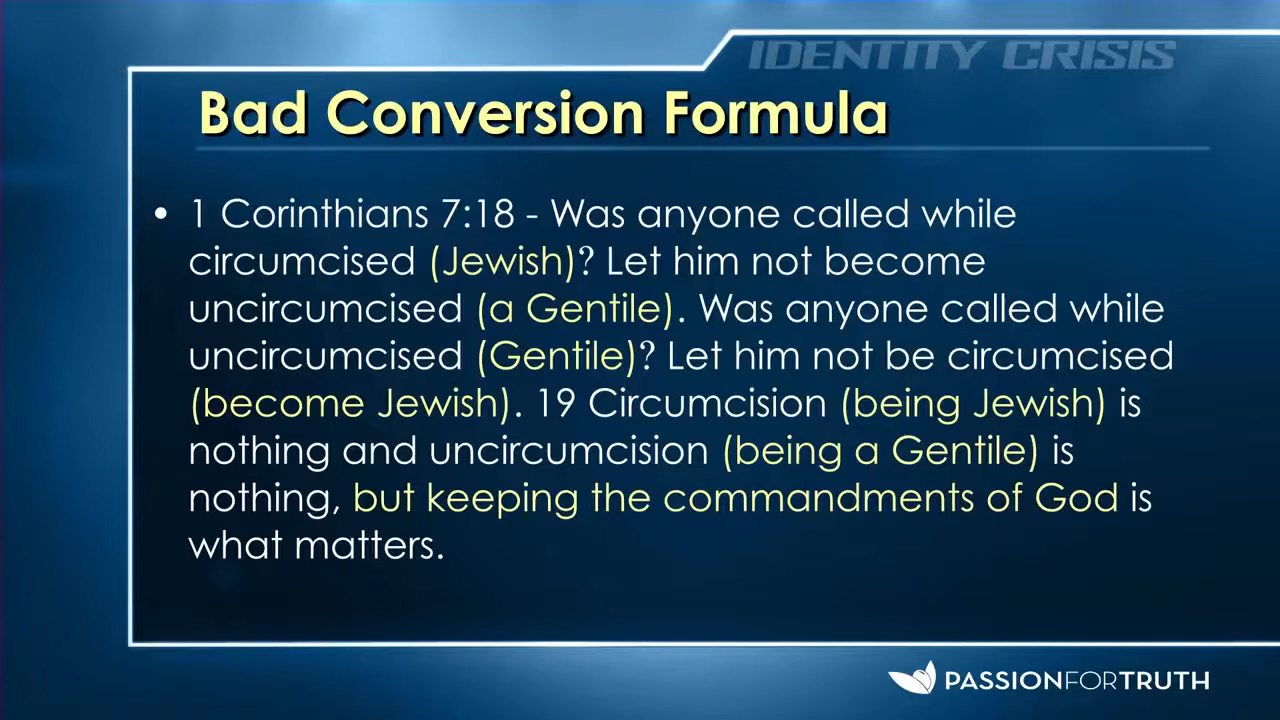 IDENTITY CRISIS
Bad Conversion Formula
• 1 Corinthians 7:18 - Was anyone called while
circumcised (Jewish)? Let him not become
uncircumcised (a Gentile). Was anyone called while
uncircumcised (Gentile)? Let him not be circumcised
(become Jewish). 19 Circumcision (being Jewish) is
nothing and uncircumcision (being a Gentile) is
nothing, but keeping the commandments of God is
what matters.
PASSIONFORTRUTH